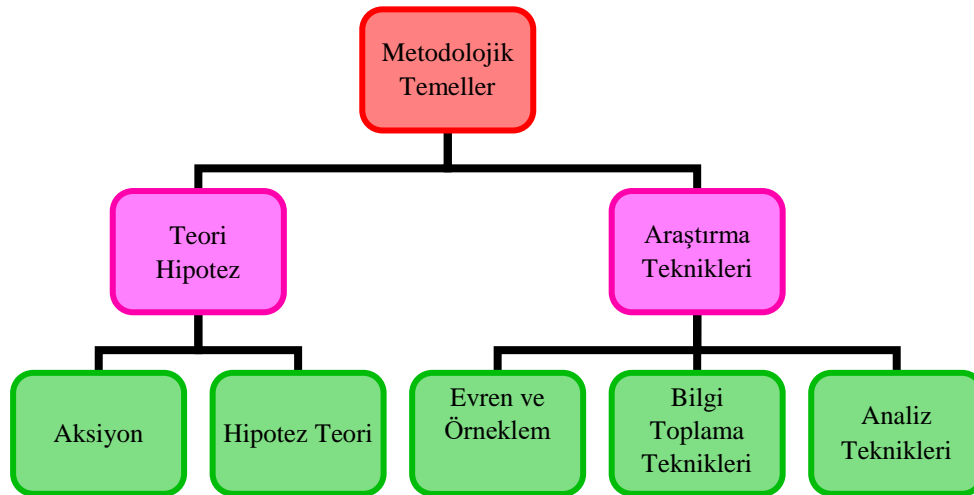 Metodolojik
Temeller
Teori
Hipotez
Araştırma
Teknikleri
Aksiyon
Hipotez Teori
Evren ve
Örneklem
Bilgi
Toplama
Teknikleri
Analiz
Teknikleri